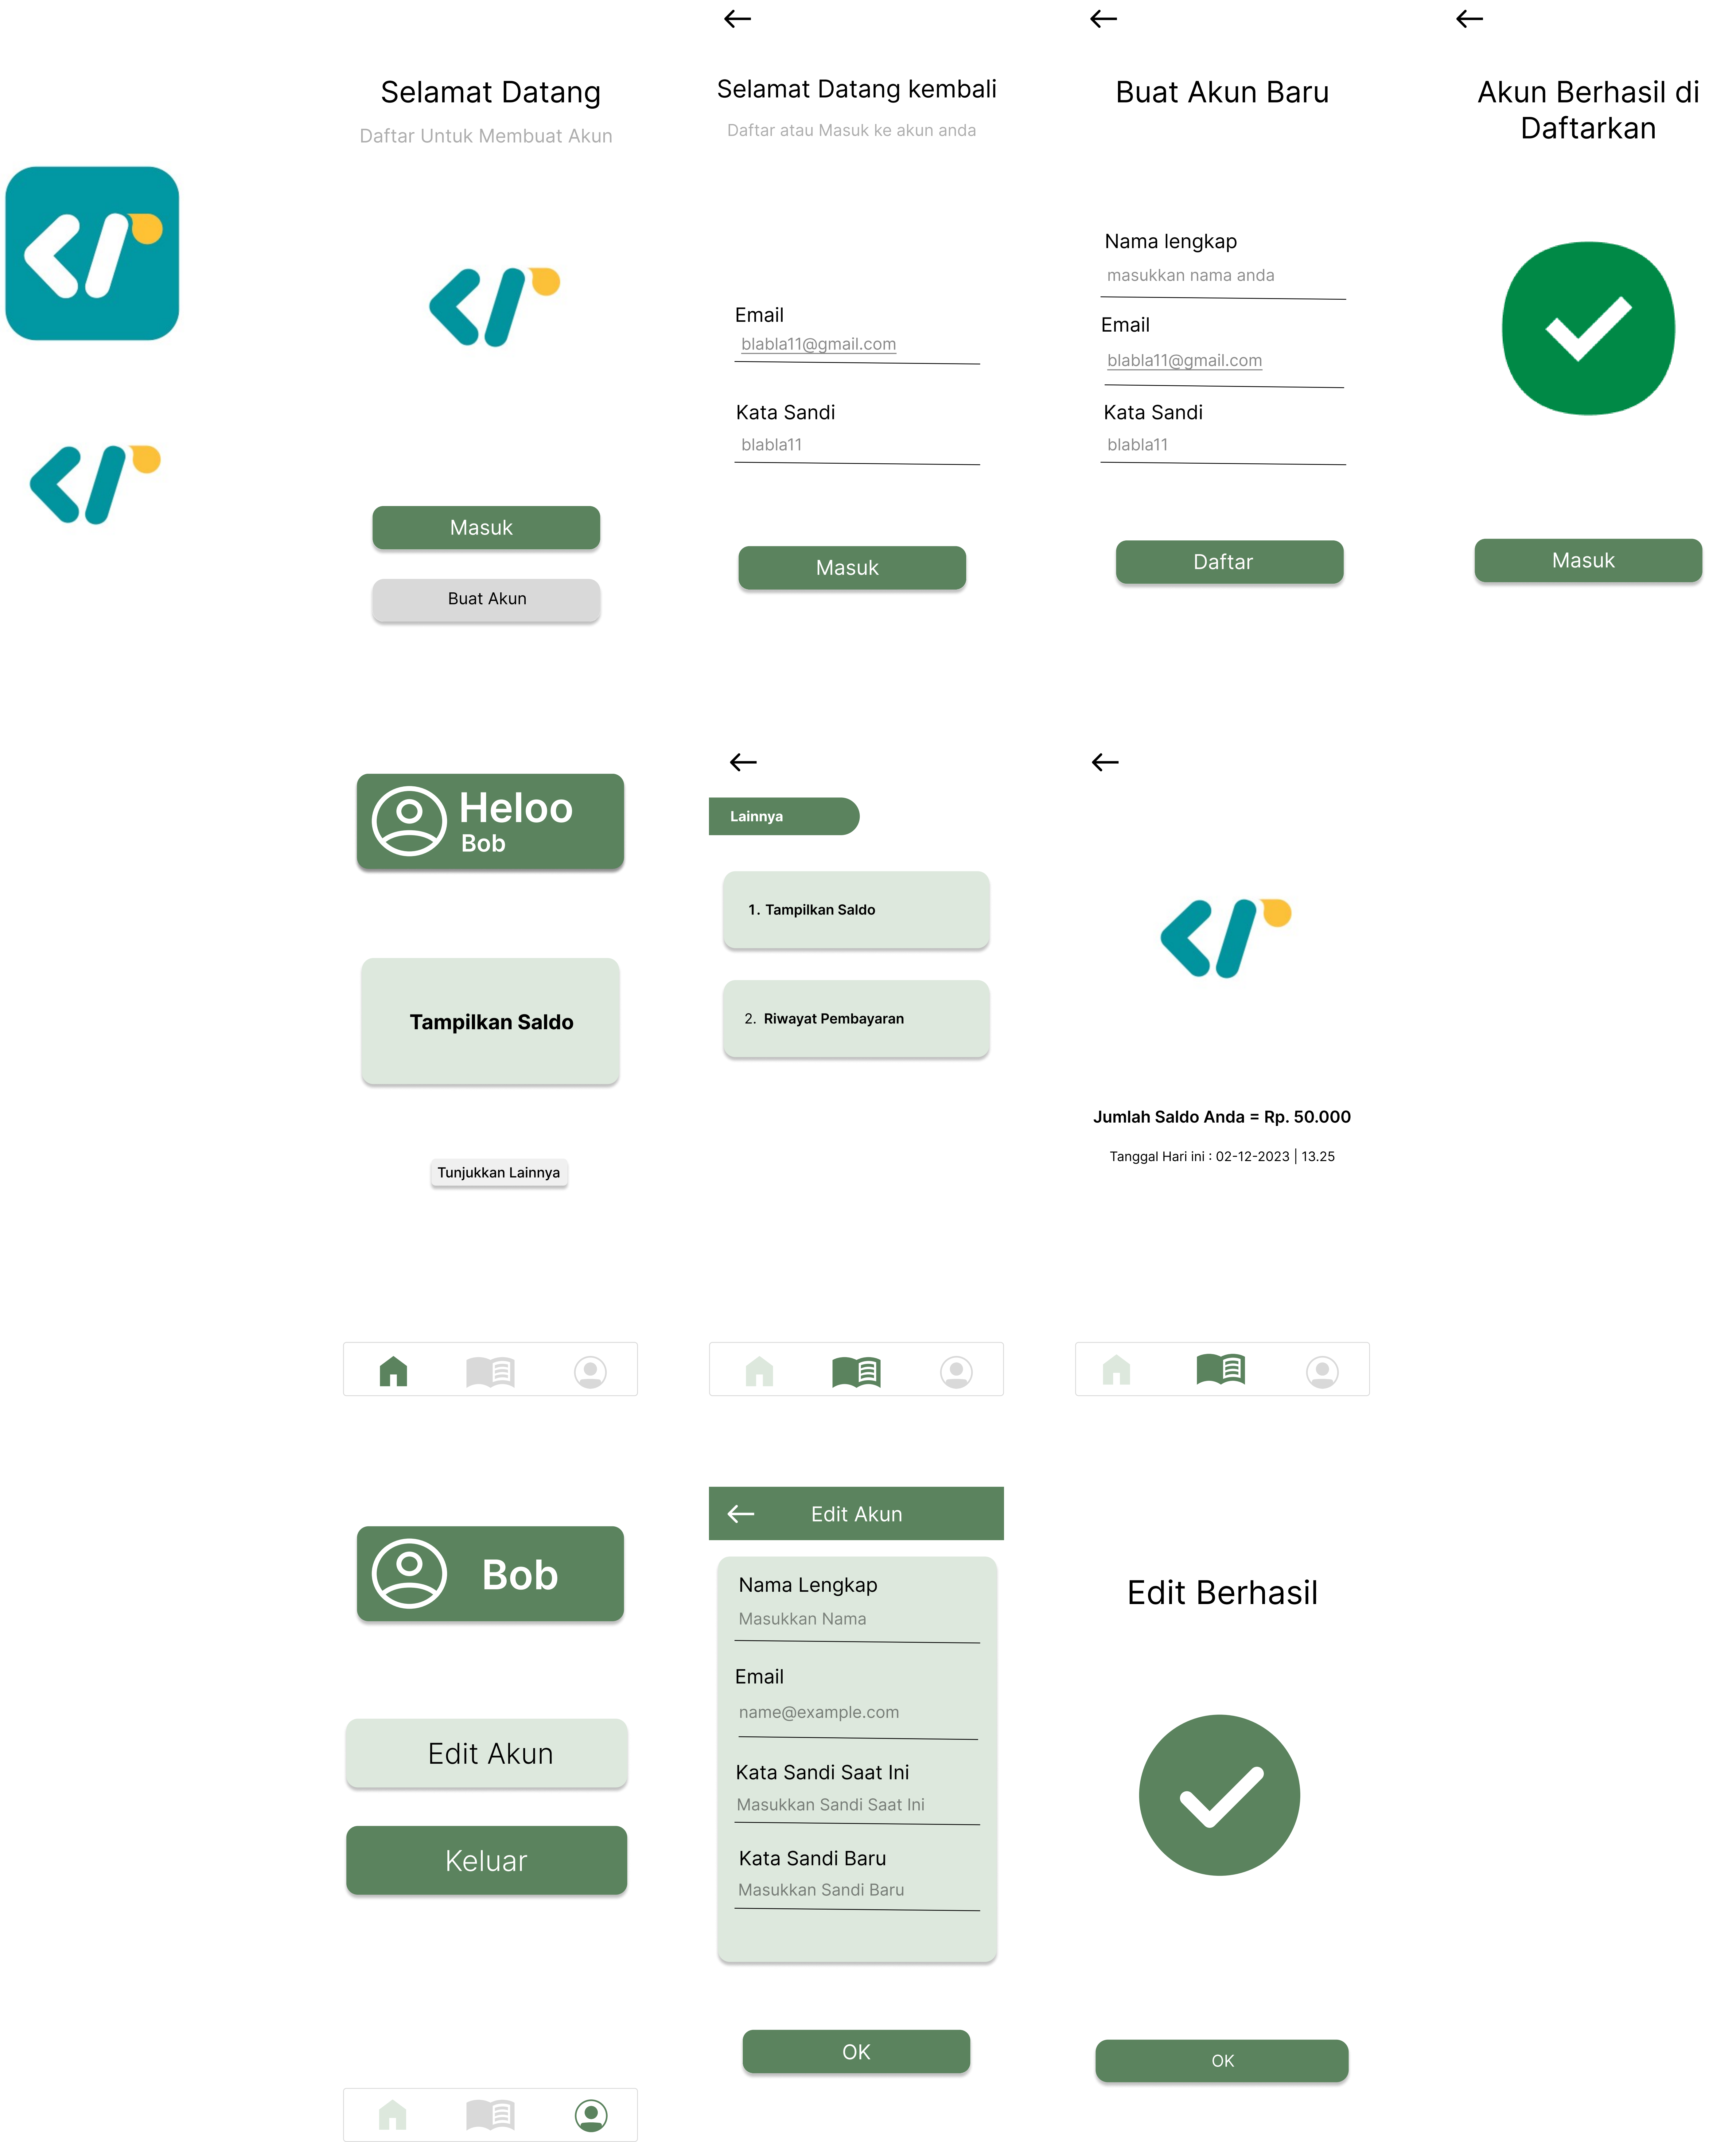 Selamat Datang
Daftar Untuk Membuat Akun
Masuk
Buat Akun
Selamat Datang kembali
Daftar atau Masuk ke akun anda
Email
blabla11@gmail.com
Kata Sandi
blabla11
Masuk
Buat Akun Baru
Nama lengkap
masukkan nama anda
Email
blabla11@gmail.com
Kata Sandi
blabla11
Daftar
Akun Berhasil di
Daftarkan
Masuk
Heloo
Bob
Tampilkan Saldo
Tunjukkan Lainnya
Lainnya
1. Tampilkan Saldo
2. Riwayat Pembayaran
Jumlah Saldo Anda = Rp. 50.000
Tanggal Hari ini : 02-12-2023 | 13.25
Bob
Edit Akun
Keluar
Edit Akun
Nama Lengkap
Masukkan Nama
Email
name@example.com
Kata Sandi Saat Ini
Masukkan Sandi Saat Ini
Kata Sandi Baru
Masukkan Sandi Baru
OK
Edit Berhasil
OK